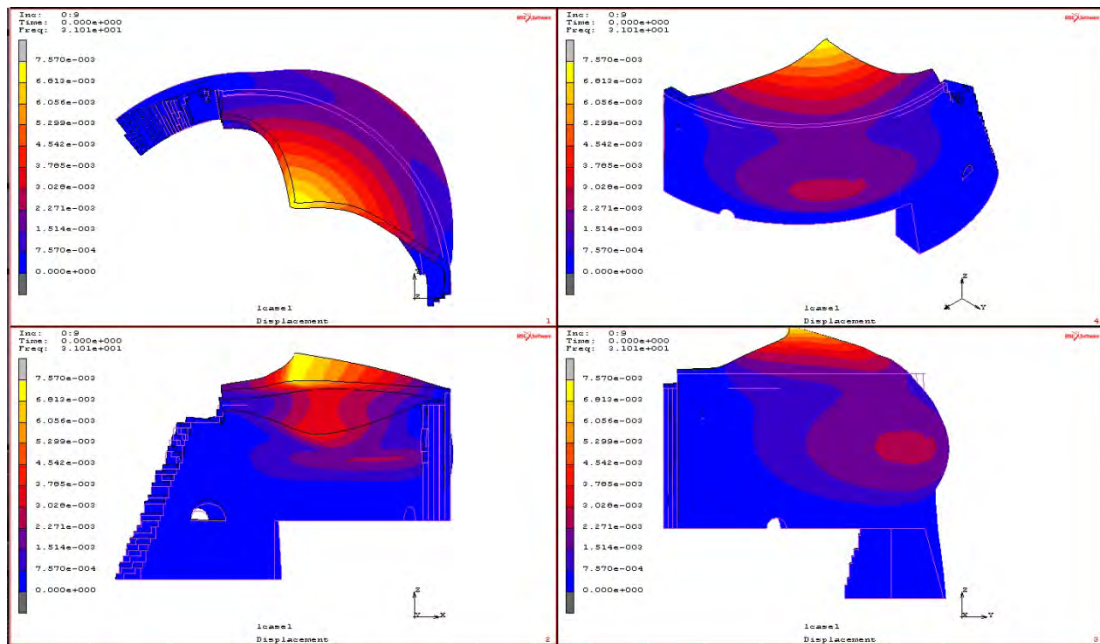 Inc: 0:9
Time: 0.000e+000
Freq: 3.101e+001
MSC Software
7.570e-003
6.813e-003
6.056e-003
5.299e-003
4.542e-003
3.785e-003
3.028e-003
2.271e-003
1.514e-003
7.570e-004
0.000e+000
lcase1
Displacement
1
Inc: 0:9
Time: 0.000e+000
Freq: 3.101e+001
MSC Software
7.570e-003
6.813e-003
6.056e-003
5.299e-003
4.542e-003
3.785e-003
3.028e-003
2.271e-003
1.514e-003
7.570e-004
0.000e+000
Z
X Y
lcase1
Displacement
4
Inc: 0:9
Time: 0.000e+000
Freq: 3.101e+001
MSC Software
7.570e-003
6.813e-003
6.056e-003
5.299e-003
4.542e-003
3.785e-003
3.028e-003
2.271e-003
1.514e-003
7.570e-004
0.000e+000
Z
Y X
lcase1
Displacement
2
Inc: 0:9
Time: 0.000e+000
Freq: 3.101e+001
MSC Software
7.570e-003
6.813e-003
6.056e-003
5.299e-003
4.542e-003
3.785e-003
3.028e-003
2.271e-003
1.514e-003
7.570e-004
0.000e+000
Z
X Y
lcase1
Displacement
3